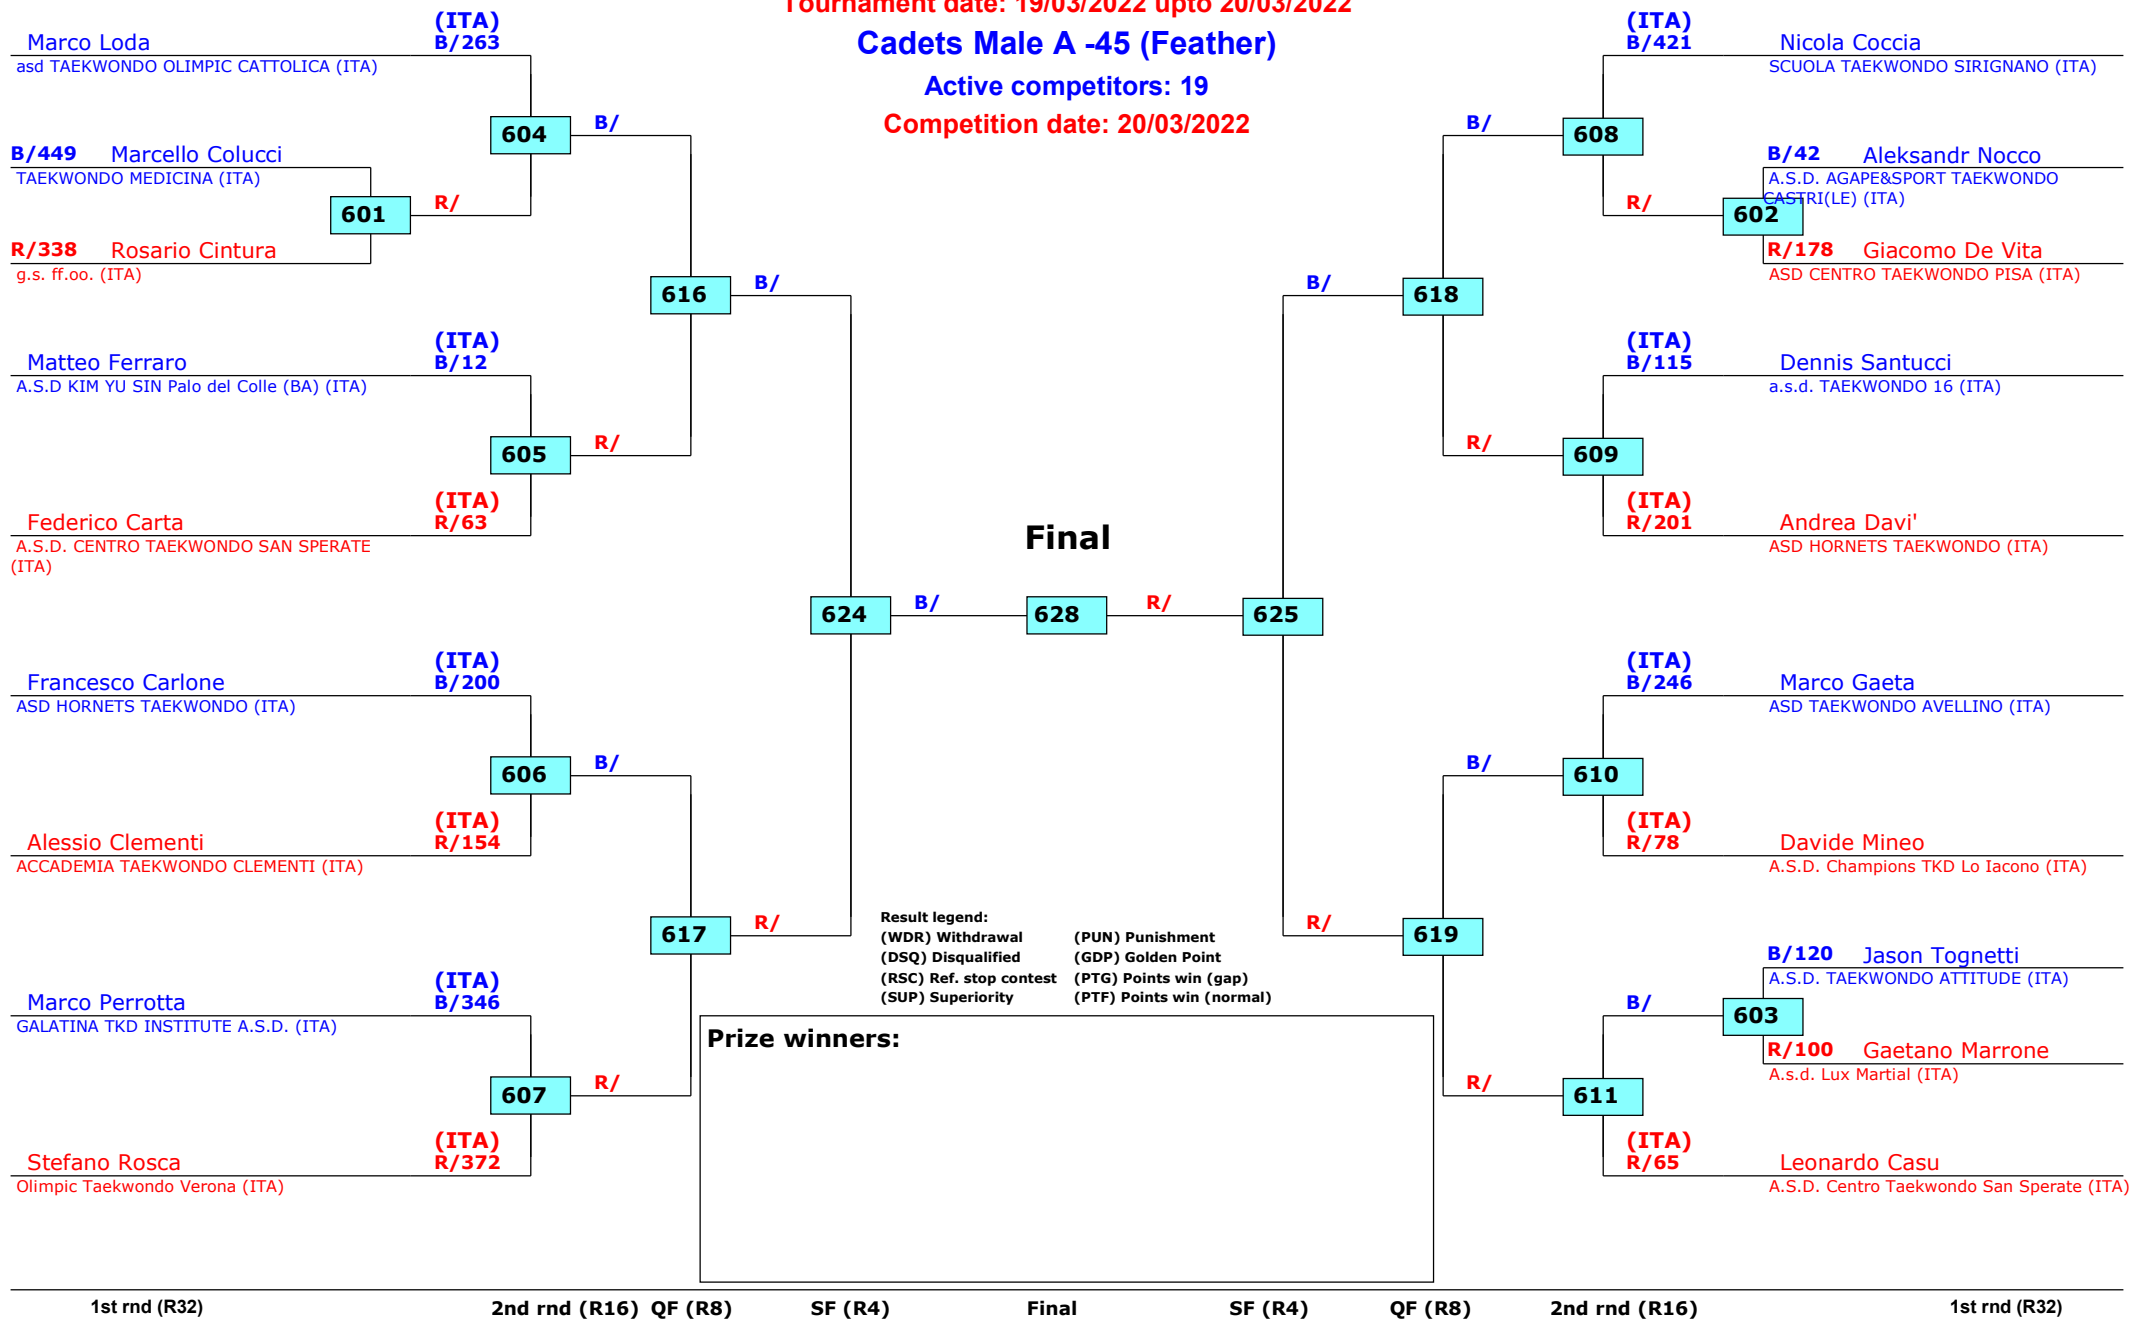 Tournament date: 19/03/2022 upto 20/03/2022
Cadets Male A -45 (Feather)
Active competitors: 19
Competition date: 20/03/2022
(ITA)
Marco Loda B/263
asd TAEKWONDO OLIMPIC CATTOLICA (ITA)
604 B/
B/449 Marcello Colucci
TAEKWONDO MEDICINA (ITA)
601 R/
R/338 Rosario Cintura
g.s. ff.oo. (ITA)
616 B/
(ITA)
Matteo Ferraro B/12
A.S.D KIM YU SIN Palo del Colle (BA) (ITA)
605 R/
(ITA)
Federico Carta R/63
A.S.D. CENTRO TAEKWONDO SAN SPERATE
(ITA)
624 B/
(ITA)
Francesco Carlone B/200
ASD HORNETS TAEKWONDO (ITA)
606 B/
(ITA)
Alessio Clementi R/154
ACCADEMIA TAEKWONDO CLEMENTI (ITA)
617 R/
(ITA)
Marco Perrotta B/346
GALATINA TKD INSTITUTE A.S.D. (ITA)
607 R/
(ITA)
Stefano Rosca R/372
Olimpic Taekwondo Verona (ITA)
Final
628
(ITA)
B/421 Nicola Coccia
SCUOLA TAEKWONDO SIRIGNANO (ITA)
B/ 608
B/42 Aleksandr Nocco
A.S.D. AGAPE&SPORT TAEKWONDO
CASTRI(LE) (ITA)
R/ 602
R/178 Giacomo De Vita
ASD CENTRO TAEKWONDO PISA (ITA)
B/ 618
(ITA)
B/115 Dennis Santucci
a.s.d. TAEKWONDO 16 (ITA)
R/ 609
(ITA)
R/201 Andrea Davi'
ASD HORNETS TAEKWONDO (ITA)
R/ 625
(ITA)
B/246 Marco Gaeta
ASD TAEKWONDO AVELLINO (ITA)
B/ 610
(ITA)
R/78 Davide Mineo
A.S.D. Champions TKD Lo Iacono (ITA)
R/ 619
B/120 Jason Tognetti
A.S.D. TAEKWONDO ATTITUDE (ITA)
B/ 603
R/100 Gaetano Marrone
A.s.d. Lux Martial (ITA)
R/ 611
(ITA)
R/65 Leonardo Casu
A.S.D. Centro Taekwondo San Sperate (ITA)
Result legend:
(WDR) Withdrawal (PUN) Punishment
(DSQ) Disqualified (GDP) Golden Point
(RSC) Ref. stop contest (PTG) Points win (gap)
(SUP) Superiority (PTF) Points win (normal)
Prize winners:
1st rnd (R32) 2nd rnd (R16) QF (R8) SF (R4) Final SF (R4) QF (R8) 2nd rnd (R16) 1st rnd (R32)